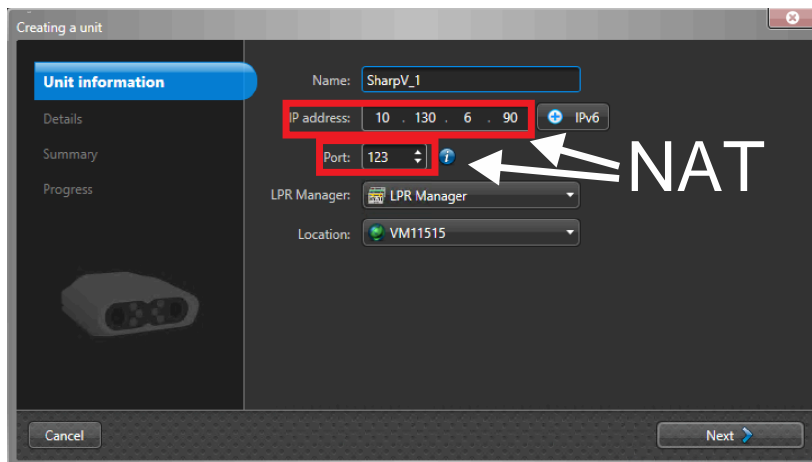 Creating a unit
Unit information
Details
Summary
Progress
Name: SharpV_1
IP address: 10 . 130 . 6 . 90 IPv6
Port: 123
NAT
LPR Manager: LPR Manager
Location: VM11515
Cancel
Next